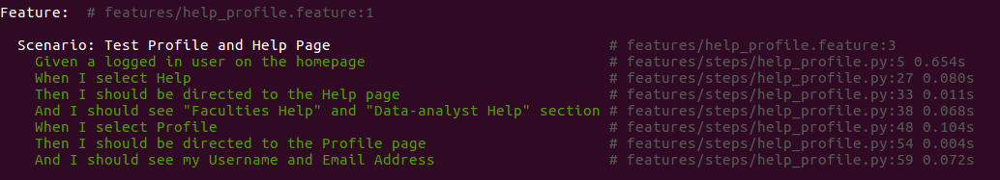 Feature:  # features/help_profile.feature:1
Scenario: Test Profile and Help Page # features/help_profile.feature:3
Given a logged in user on the homepage # features/steps/help_profile.py:5 0.654s
When I select Help # features/steps/help_profile.py:27 0.080s
Then I should be directed to the Help page # features/steps/help_profile.py:33 0.011s
And I should see "Faculties Help" and "Data-analyst Help" section # features/steps/help_profile.py:38 0.068s
When I select Profile # features/steps/help_profile.py:48 0.104s
Then I should be directed to the Profile page # features/steps/help_profile.py:54 0.004s
And I should see my Username and Email Address # features/steps/help_profile.py:59 0.072s